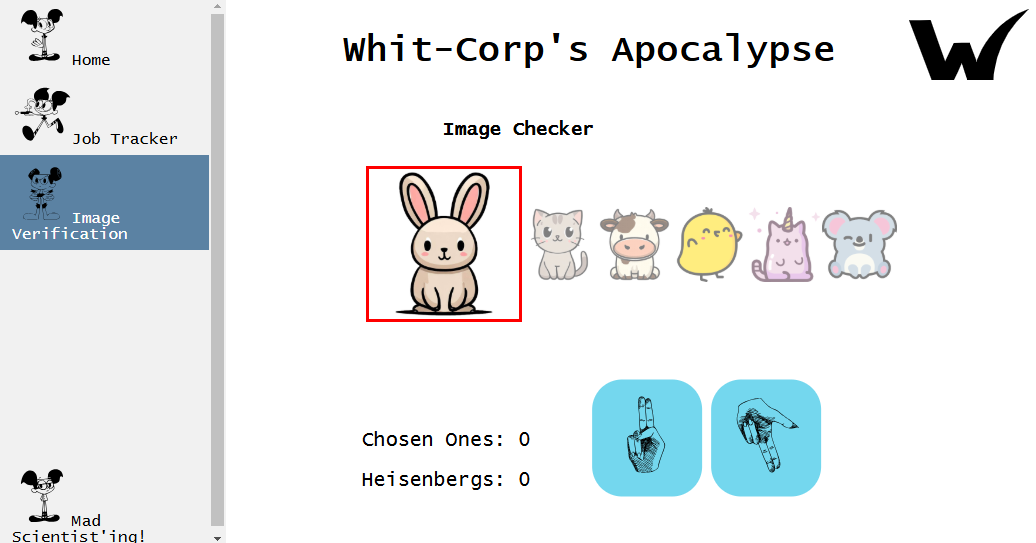 Home
Job Tracker
Image
Verification
Mad
Scientist'ing!
Whit-Corp's Apocalypse
W
Image Checker
Chosen Ones: 0
Heisenbergs: 0